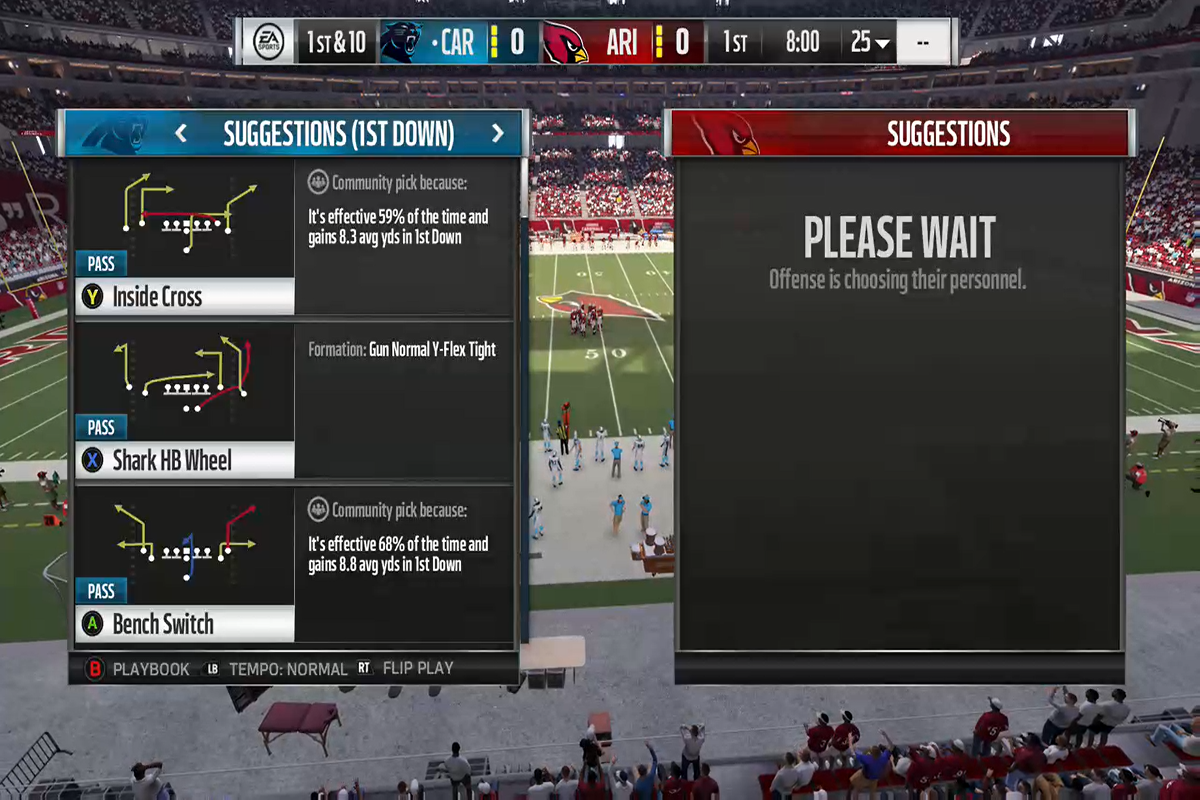 EA SPORTS
1ST & 10
CAR
0
ARI
0
1ST
8:00
25
--
SUGGESTIONS (1ST DOWN)
Community pick because:
It's effective 59% of the time and
gains 8.3 avg yds in 1st Down
PASS
Y Inside Cross
Formation: Gun Normal Y-Flex Tight
PASS
X Shark HB Wheel
Community pick because:
It's effective 68% of the time and
gains 8.8 avg yds in 1st Down
PASS
A Bench Switch
B PLAYBOOK LB TEMPO: NORMAL RT FLIP PLAY
SUGGESTIONS
PLEASE WAIT
Offense is choosing their personnel.
50